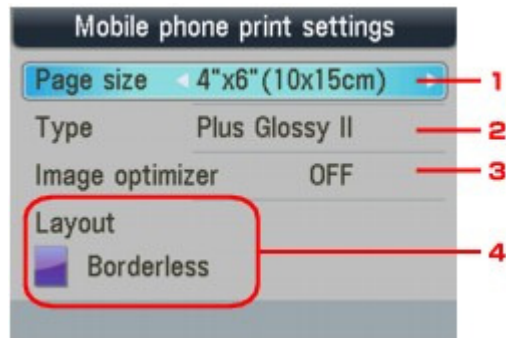 Mobile phone print settings
Page size 4"x6"(10x15cm) 1
Type Plus Glossy II 2
Image optimizer OFF 3
Layout
Borderless 4